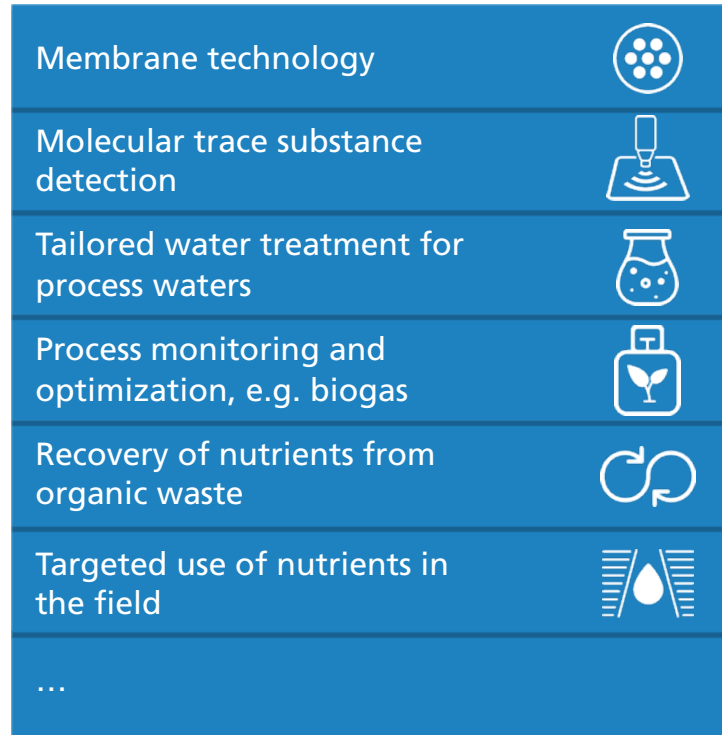 Membrane technology
Molecular trace substance
detection
Tailored water treatment for
process waters
Process monitoring and
optimization, e.g. biogas
Recovery of nutrients from
organic waste
Targeted use of nutrients in
the field
...